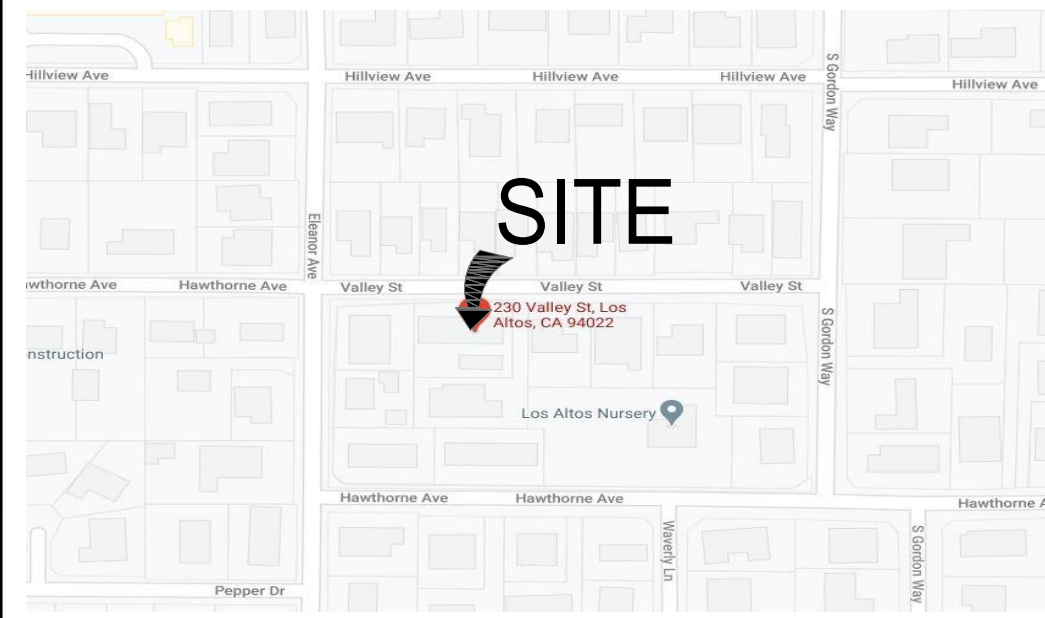 Hillview Ave
Hillview Ave
Hillview Ave
Hillview Ave
Hillview Ave
S Gordon Way
SITE
Eleanor Ave
wthorne Ave
Hawthorne Ave
Valley St
Valley St
Valley St
230 Valley St, Los
Altos, CA 94022
S Gordon Way
nstruction
Los Altos Nursery
Hawthorne Ave
Hawthorne Ave
Hawthorne A
Waverly Ln
S Gordon Way
Pepper Dr